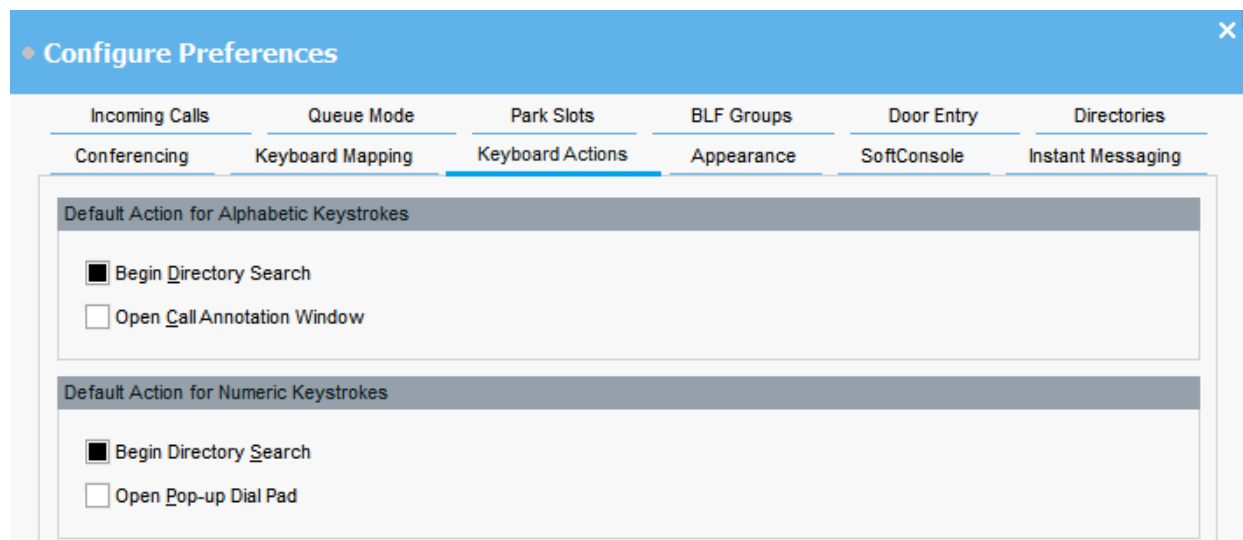 Configure Preferences
Incoming Calls Queue Mode Park Slots BLF Groups Door Entry Directories
Conferencing Keyboard Mapping Keyboard Actions Appearance SoftConsole Instant Messaging
Default Action for Alphabetic Keystrokes
Begin Directory Search
Open Call Annotation Window
Default Action for Numeric Keystrokes
Begin Directory Search
Open Pop-up Dial Pad